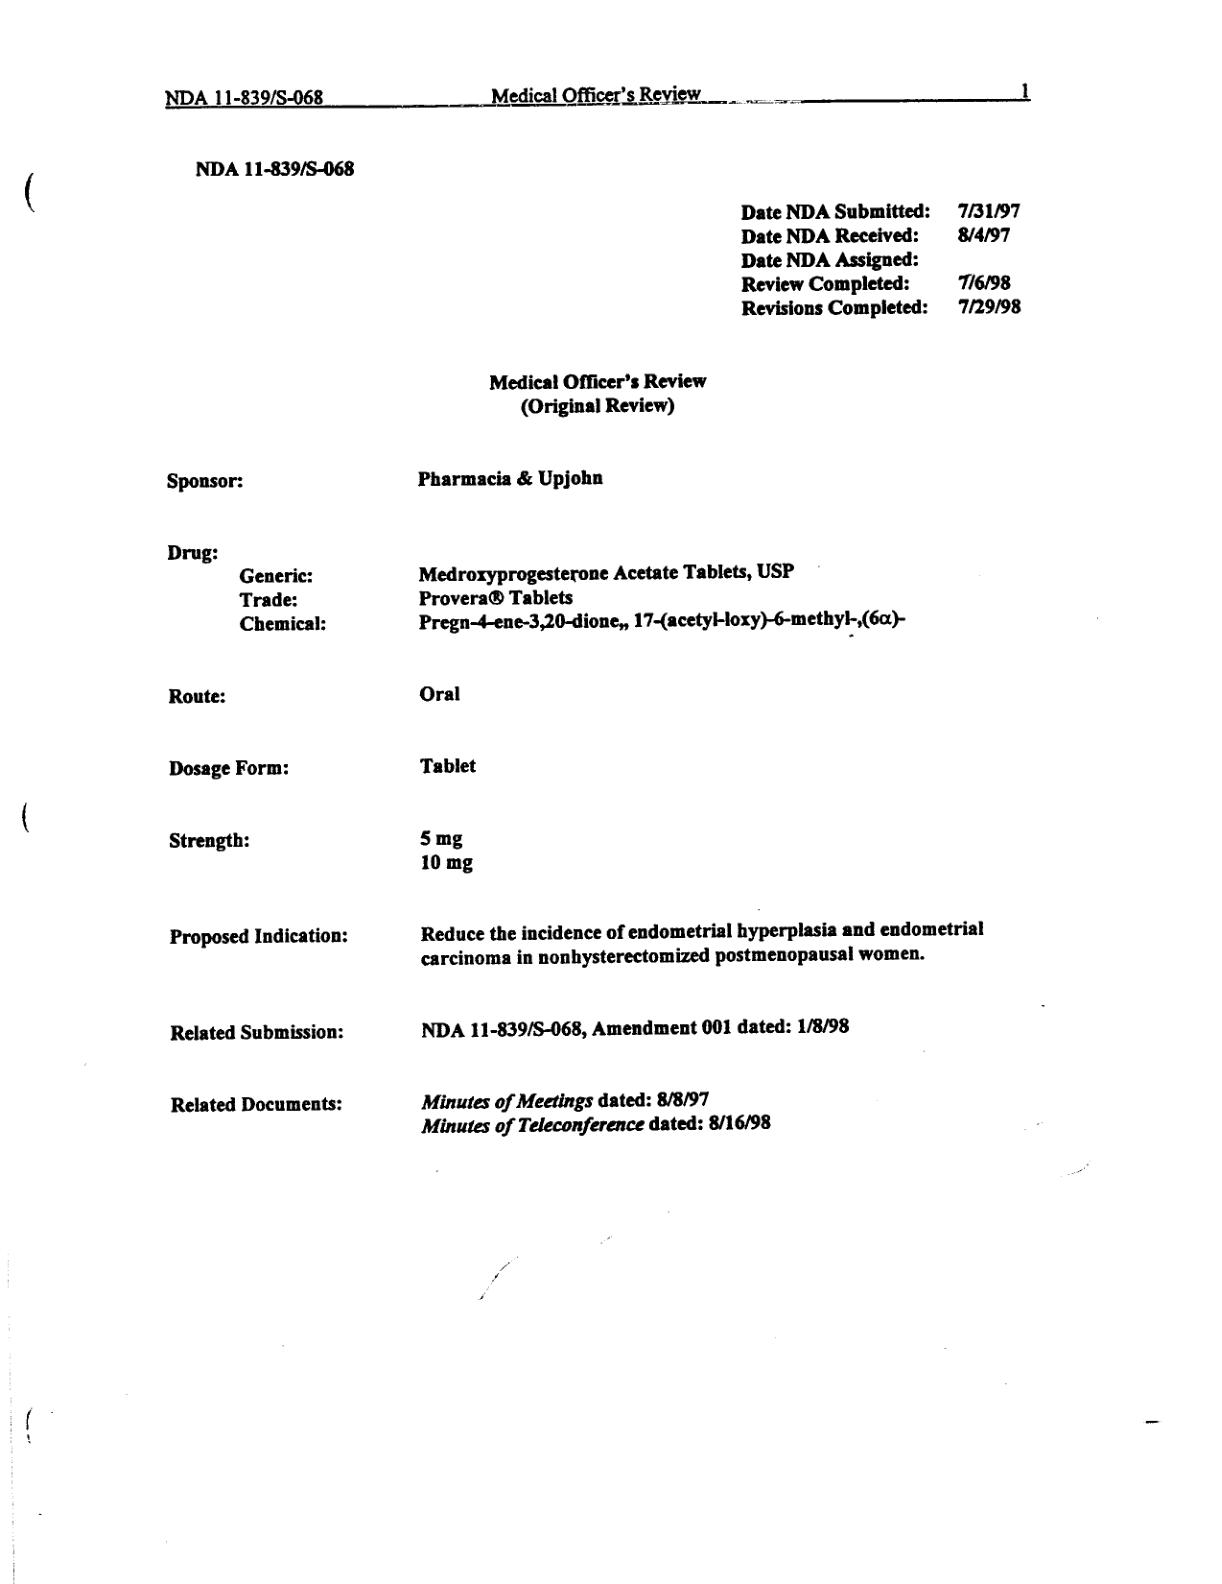 NDA 11-839/S-068 Medical Officer's Review 1
NDA 11-839/S-068
Date NDA Submitted: 7/31/97
Date NDA Received: 8/4/97
Date NDA Assigned:
Review Completed: 7/6/98
Revisions Completed: 7/29/98
Medical Officer's Review
(Original Review)
Sponsor: Pharmacia & Upjohn
Drug:
Generic: Medroxyprogesterone Acetate Tablets, USP
Trade: Provera® Tablets
Chemical: Pregn-4-ene-3,20-dione,, 17-(acetyl-loxy)-6-methyl-,(6α)-
Route: Oral
Dosage Form: Tablet
Strength: 5 mg
10 mg
Proposed Indication: Reduce the incidence of endometrial hyperplasia and endometrial
carcinoma in nonhysterectomized postmenopausal women.
Related Submission: NDA 11-839/S-068, Amendment 001 dated: 1/8/98
Related Documents: Minutes of Meetings dated: 8/8/97
Minutes of Teleconference dated: 8/16/98